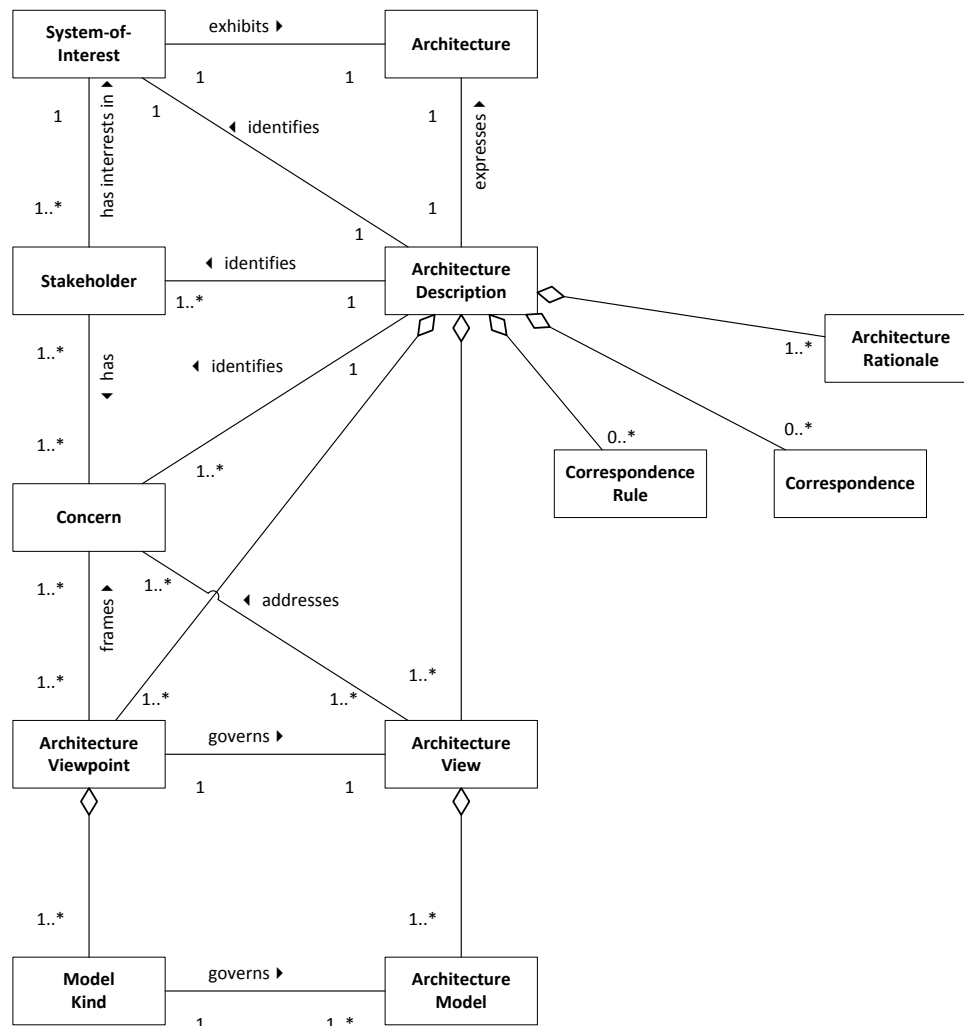 System-of-
Interest
exhibits
Architecture
1
1
1
1
1
identifies
has interrests in
expresses
1..*
1
1
Stakeholder
identifies
Architecture
Description
1..*
1
1..*
has
identifies
1
1..*
Architecture
Rationale
1..*
1..*
0..*
0..*
Correspondence
Rule
Correspondence
Concern
1..*
1..*
frames
addresses
1..*
1..*
1..*
1..*
Architecture
Viewpoint
governs
Architecture
View
1
1
1..*
1..*
Model
Kind
governs
Architecture
Model
1
1..*